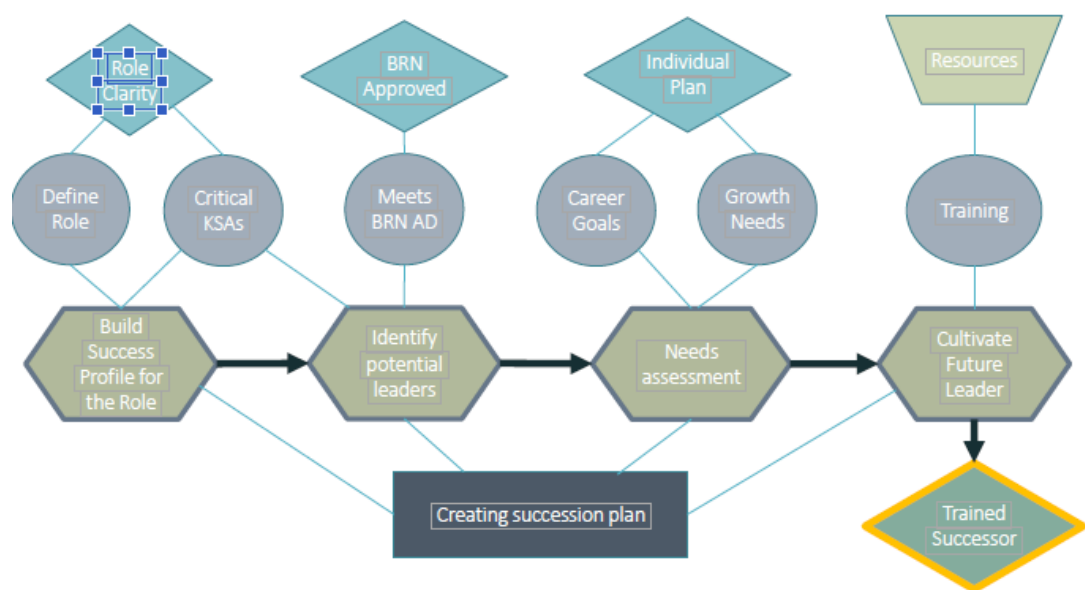 Role
Clarity
BRN
Approved
Individual
Plan
Resources
Define
Role
Critical
KSAs
Meets
BRN AD
Career
Goals
Growth
Needs
Training
Build
Success
Profile for
the Role
Identify
potential
leaders
Needs
assessment
Cultivate
Future
Leader
Creating succession plan
Trained
Successor